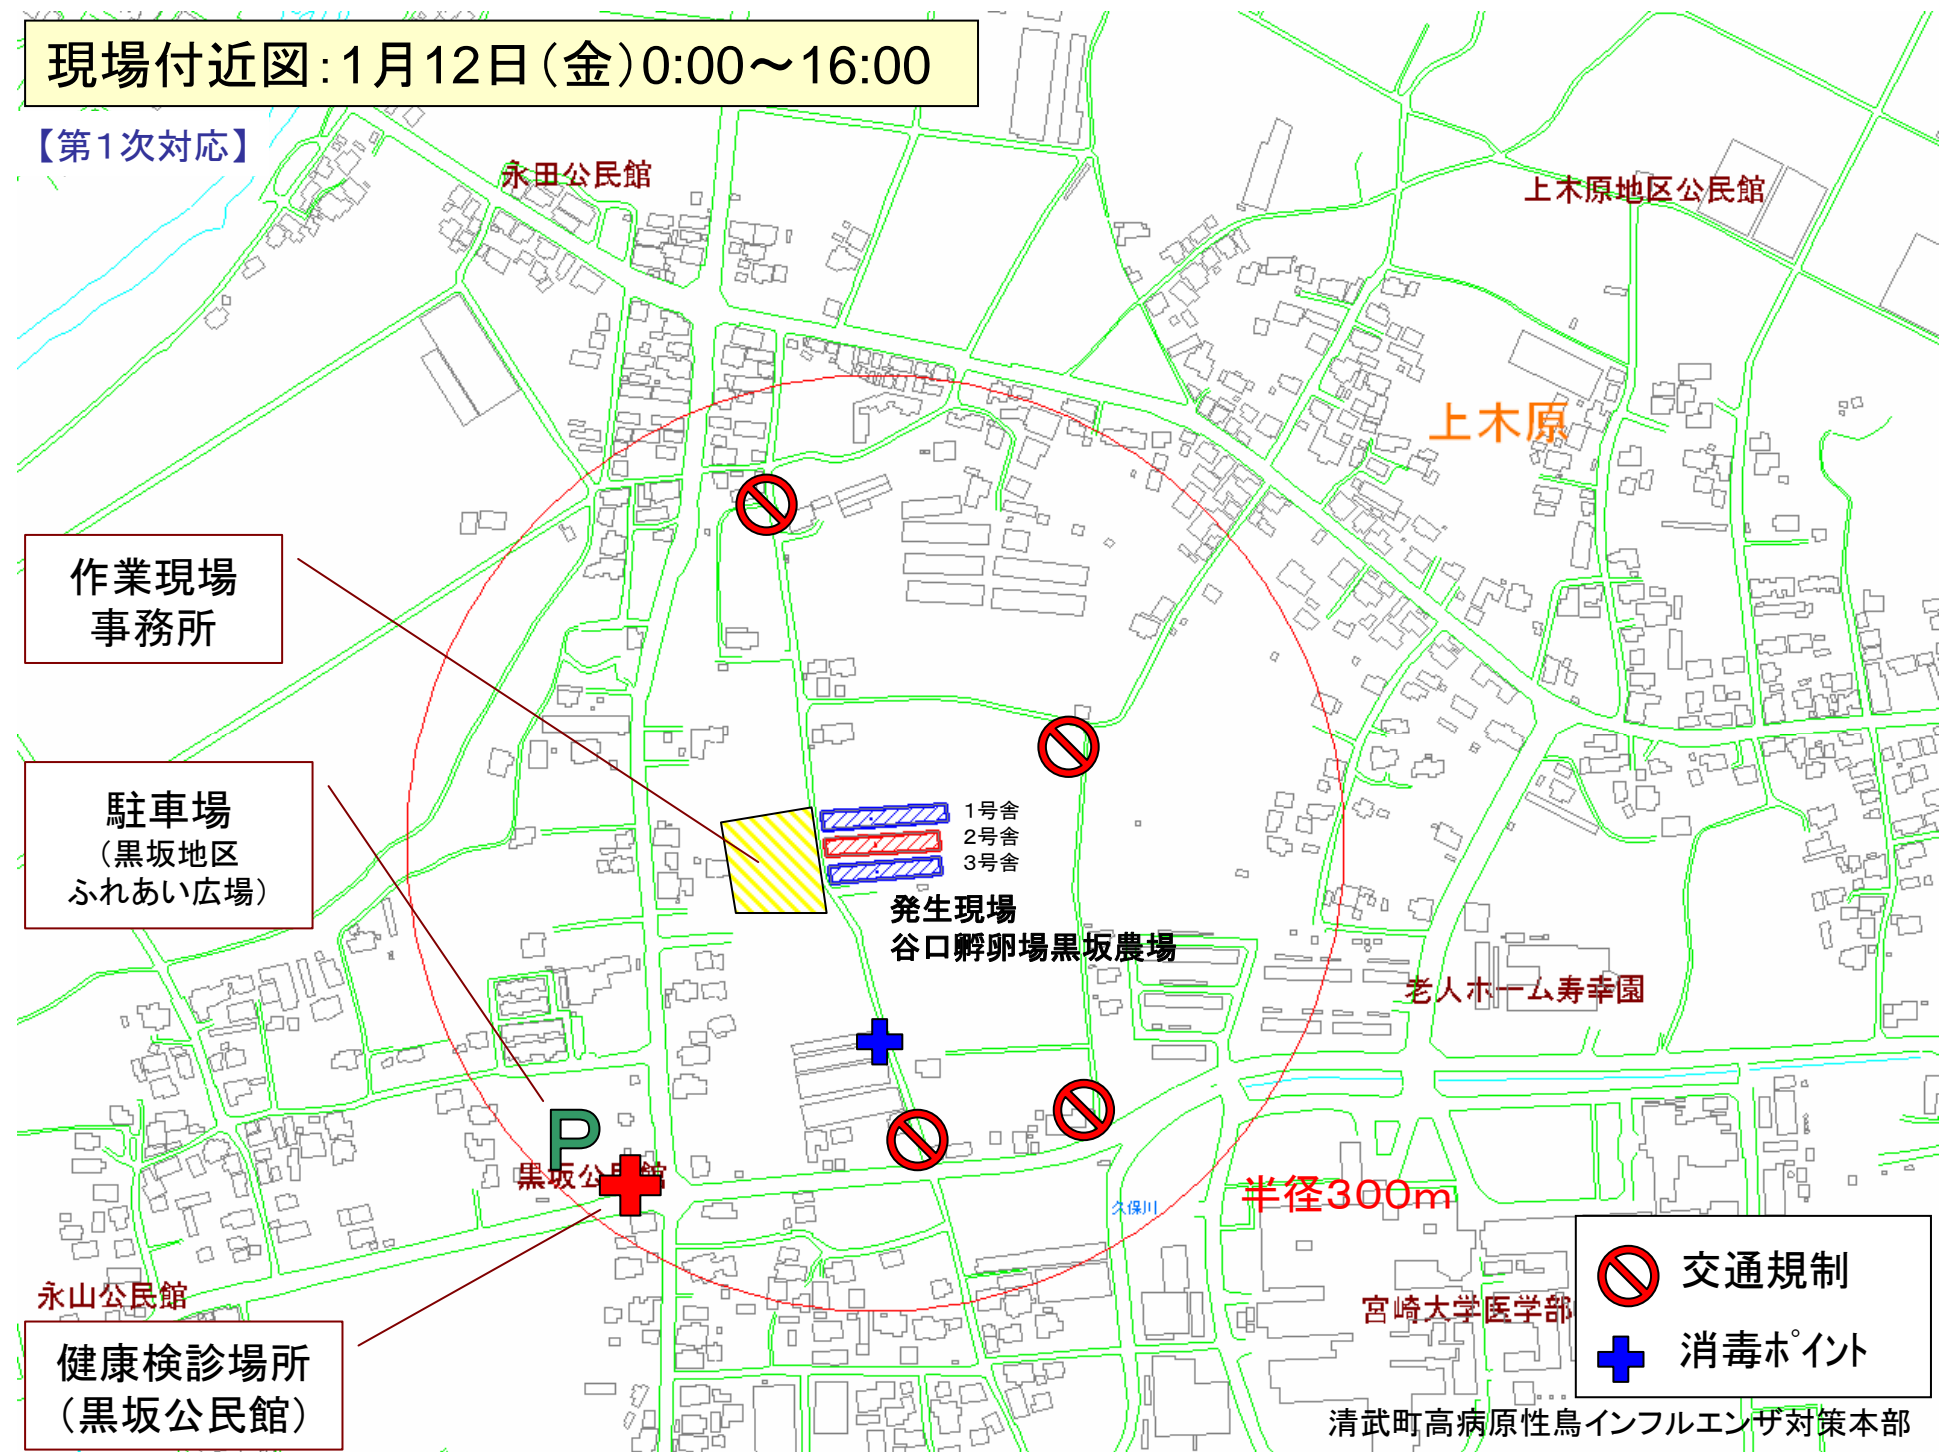 現場付近図:1月12日(金)0:00~16:00
【第1次対応】
永田公民館
上木原地区公民館
上木原
作業現場
事務所
駐車場
(黒坂地区
ふれあい広場)
1号舎
2号舎
3号舎
発生現場
谷口孵卵場黒坂農場
老人ホーム寿幸園
P
黒坂公民館
久保川
半径300m
永山公民館
宮崎大学医学部
健康検診場所
(黒坂公民館)
交通規制
消毒ポイント
清武町高病原性鳥インフルエンザ対策本部